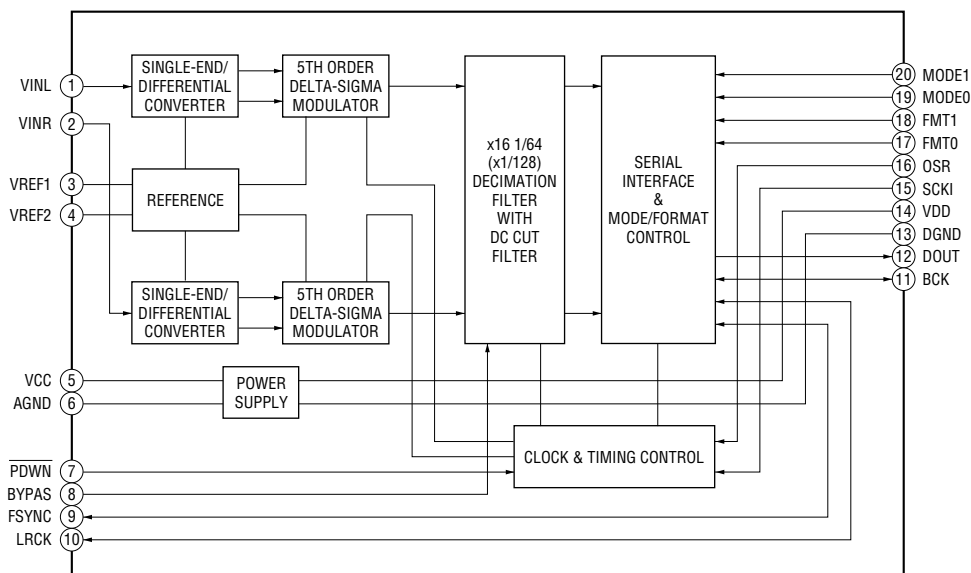 SINGLE-END/
DIFFERENTIAL
CONVERTER
5TH ORDER
DELTA-SIGMA
MODULATOR
VINL 1
VINR 2
VREF1 3
VREF2 4
REFERENCE
x16 1/64
(x1/128)
DECIMATION
FILTER
WITH
DC CUT
FILTER
SERIAL
INTERFACE
&
MODE/FORMAT
CONTROL
20 MODE1
19 MODE0
18 FMT1
17 FMT0
16 OSR
15 SCKI
14 VDD
13 DGND
12 DOUT
11 BCK
SINGLE-END/
DIFFERENTIAL
CONVERTER
5TH ORDER
DELTA-SIGMA
MODULATOR
VCC 5
AGND 6
POWER
SUPPLY
PDWN 7
BYPAS 8
FSYNC 9
LRCK 10
CLOCK & TIMING CONTROL